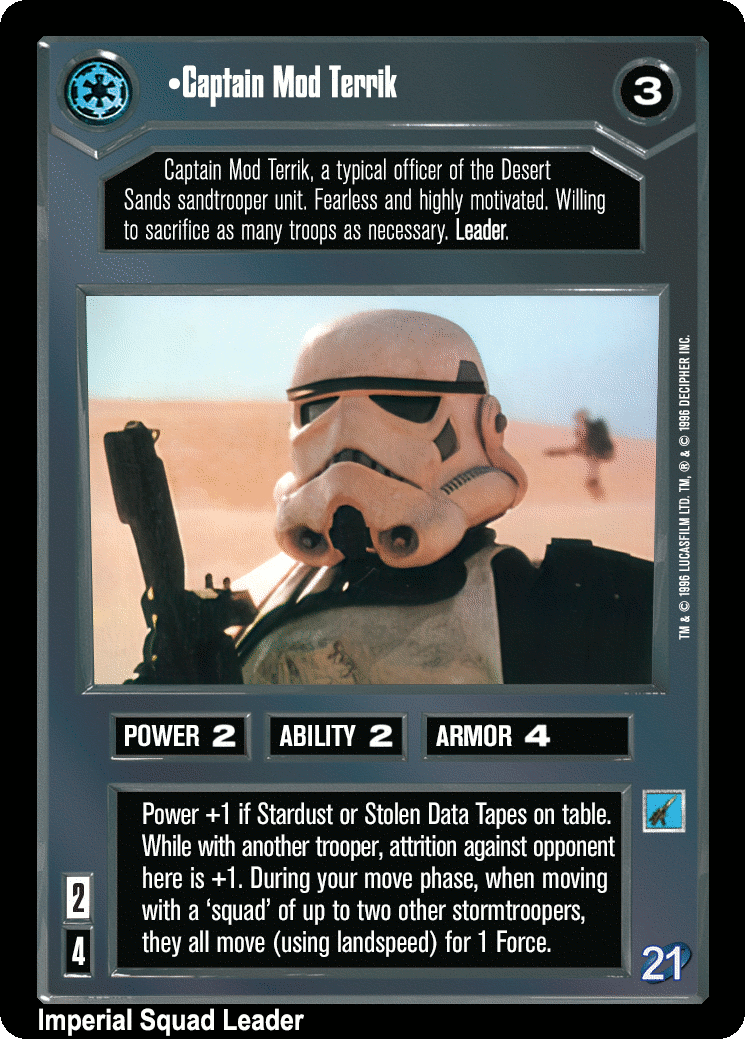 •Captain Mod Terrik
3
Captain Mod Terrik, a typical officer of the Desert
Sands sandtrooper unit. Fearless and highly motivated. Willing
to sacrifice as many troops as necessary. Leader.
TM & © 1996 LUCASFILM LTD. TM, ® & © 1996 DECIPHER INC.
POWER 2
ABILITY 2
ARMOR 4
Power +1 if Stardust or Stolen Data Tapes on table.
While with another trooper, attrition against opponent
here is +1. During your move phase, when moving
with a ‘squad’ of up to two other stormtroopers,
they all move (using landspeed) for 1 Force.
2
4
21
Imperial Squad Leader